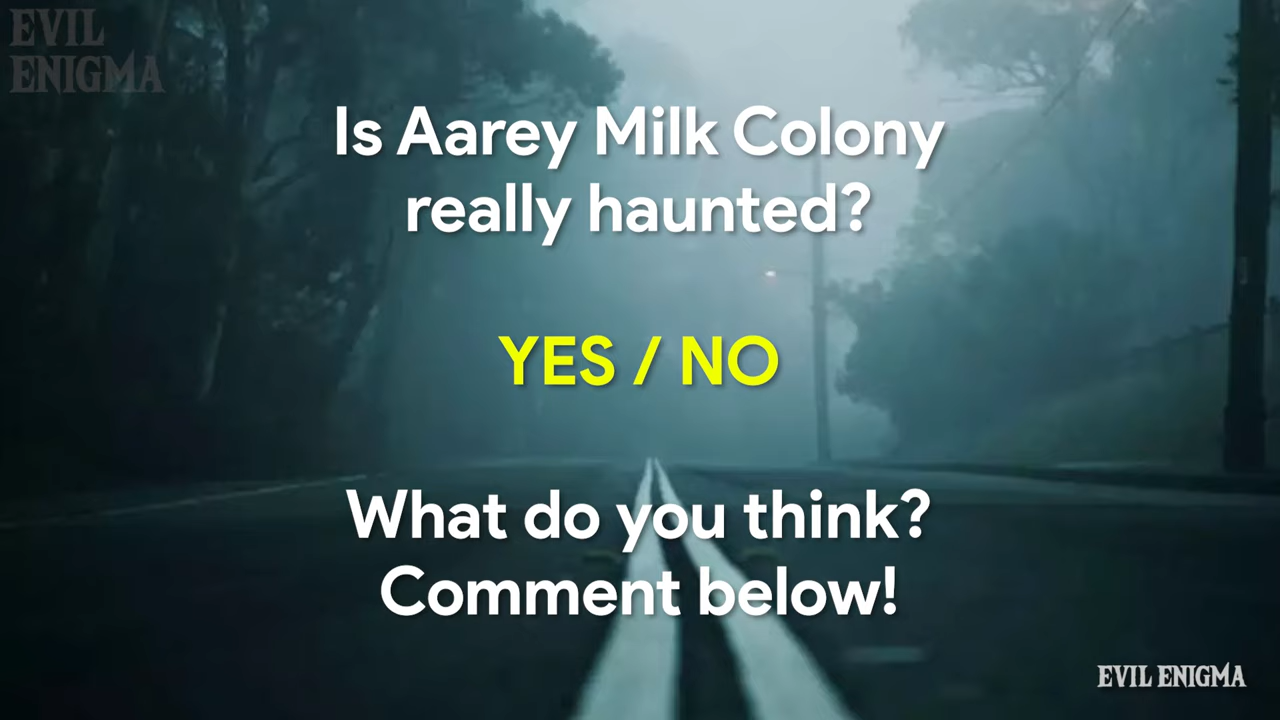 EVIL
ENIGMA
Is Aarey Milk Colony
really haunted?
YES / NO
What do you think?
Comment below!
EVIL ENIGMA